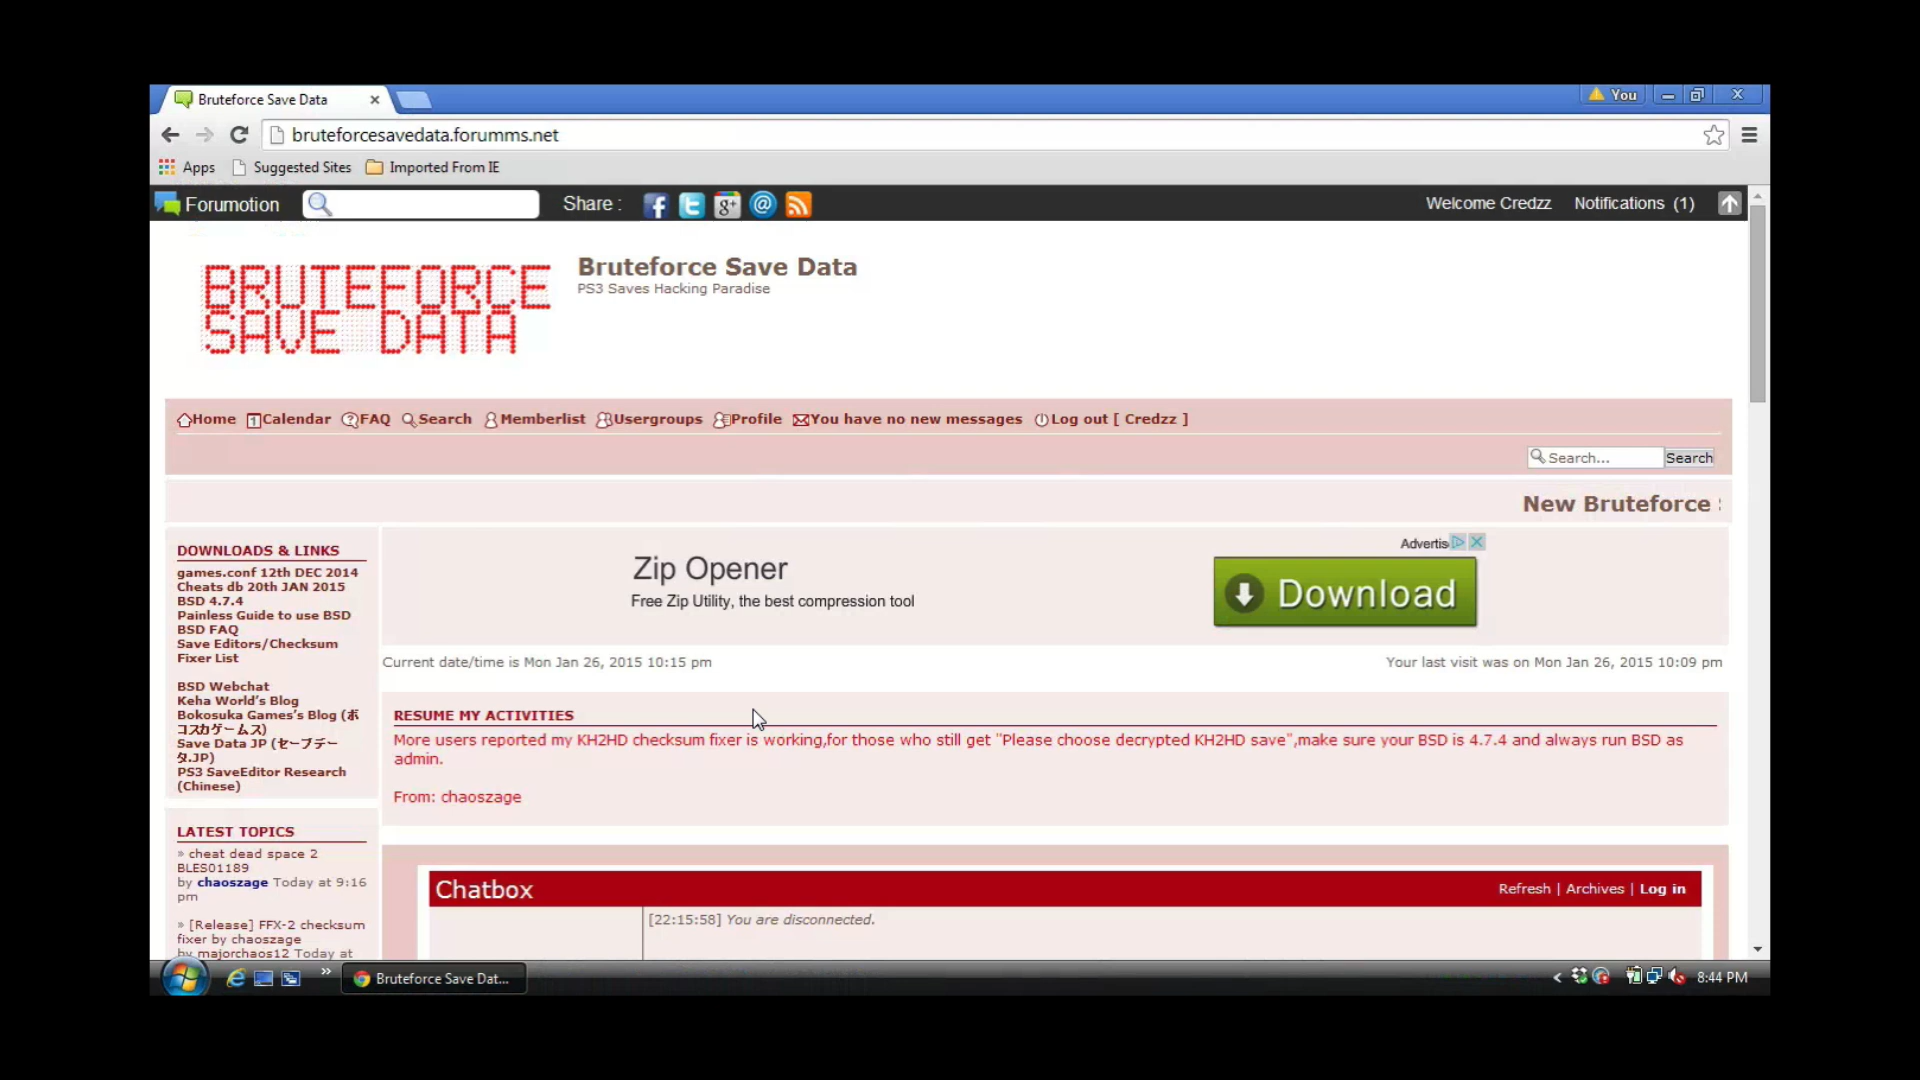 Bruteforce Save Data
You
bruteforcesavedata.forumms.net
Apps
Suggested Sites
Imported From IE
Forumotion
Share :
Welcome Credzz
Notifications (1)
BRUTEFORCE
SAVE DATA
Bruteforce Save Data
PS3 Saves Hacking Paradise
Home Calendar FAQ Search Memberlist Usergroups Profile You have no new messages Log out [ Credzz ]
Search... Search
New Bruteforce
DOWNLOADS & LINKS
games.conf 12th DEC 2014
Cheats db 20th JAN 2015
BSD 4.7.4
Painless Guide to use BSD
BSD FAQ
Save Editors/Checksum
Fixer List
BSD Webchat
Keha World's Blog
Bokosuka Games's Blog (ボ
コスカゲームス)
Save Data JP (セーブデー
タ.JP)
PS3 SaveEditor Research
(Chinese)
LATEST TOPICS
» cheat dead space 2
BLES01189
by chaoszage Today at 9:16
pm
» [Release] FFX-2 checksum
fixer by chaoszage
by majorchaos12 Today at
Zip Opener
Free Zip Utility, the best compression tool
Advertis
Download
Current date/time is Mon Jan 26, 2015 10:15 pm
Your last visit was on Mon Jan 26, 2015 10:09 pm
RESUME MY ACTIVITIES
More users reported my KH2HD checksum fixer is working,for those who still get "Please choose decrypted KH2HD save",make sure your BSD is 4.7.4 and always run BSD as
admin.
From: chaoszage
Chatbox
Refresh | Archives | Log in
[22:15:58] You are disconnected.
Bruteforce Save Dat...
8:44 PM